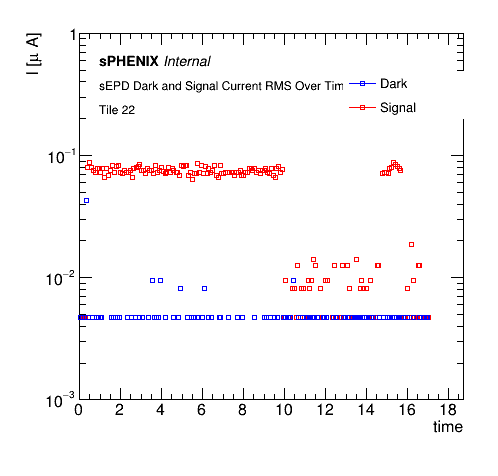 I [μ A]
1
sPHENIX Internal
sEPD Dark and Signal Current RMS Over Tim
Dark
Signal
Tile 22
10⁻¹
10⁻²
10⁻³
0 2 4 6 8 10 12 14 16 18
time